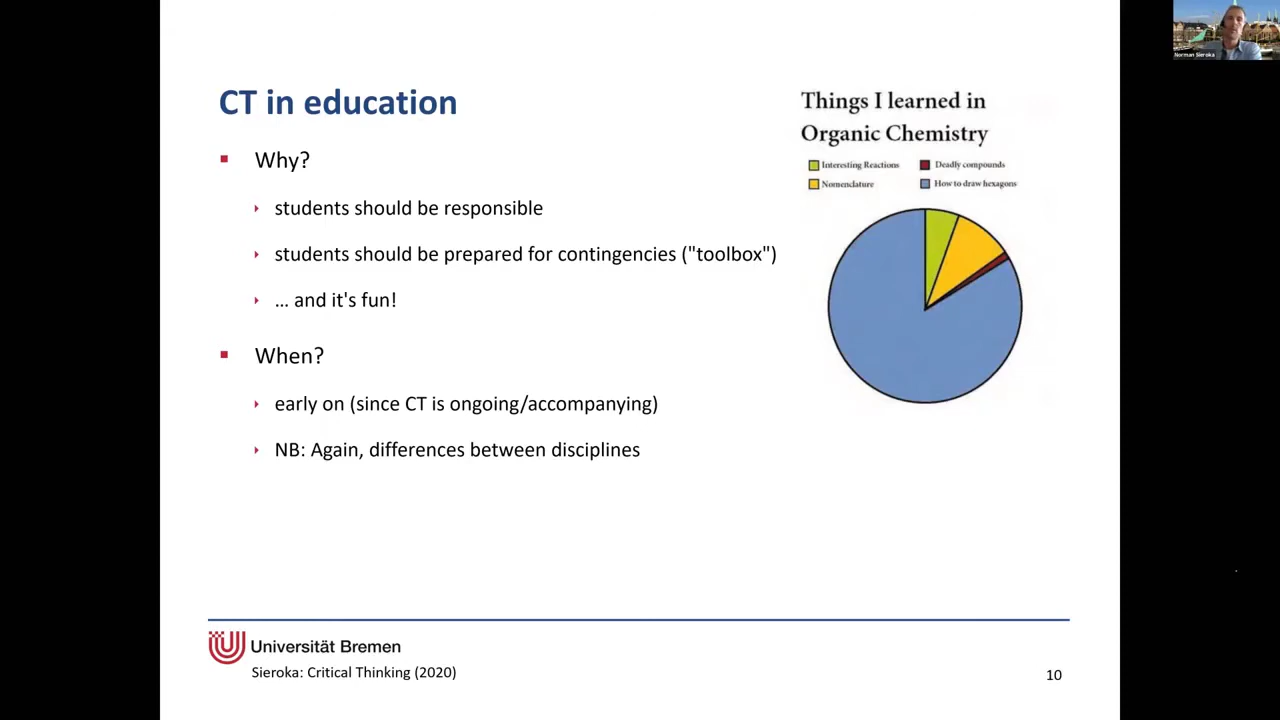 CT in education
Why?
students should be responsible
students should be prepared for contingencies ("toolbox")
… and it's fun!
When?
early on (since CT is ongoing/accompanying)
NB: Again, differences between disciplines
Things I learned in
Organic Chemistry
Interesting Reactions
Deadly compounds
Nomenclature
How to draw hexagons
Universität Bremen
Sieroka: Critical Thinking (2020)
10
Norman Sieroka